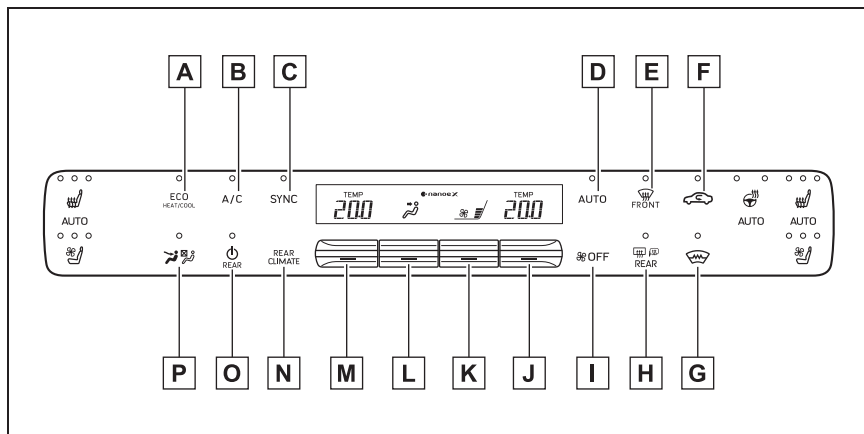 A B C D E F
TEMP nanoe X TEMP
ECO A/C SYNC 20.0 20.0 AUTO FRONT
HEAT/COOL
AUTO AUTO AUTO
REAR REAR CLIMATE OFF REAR
P O N M L K J I H G